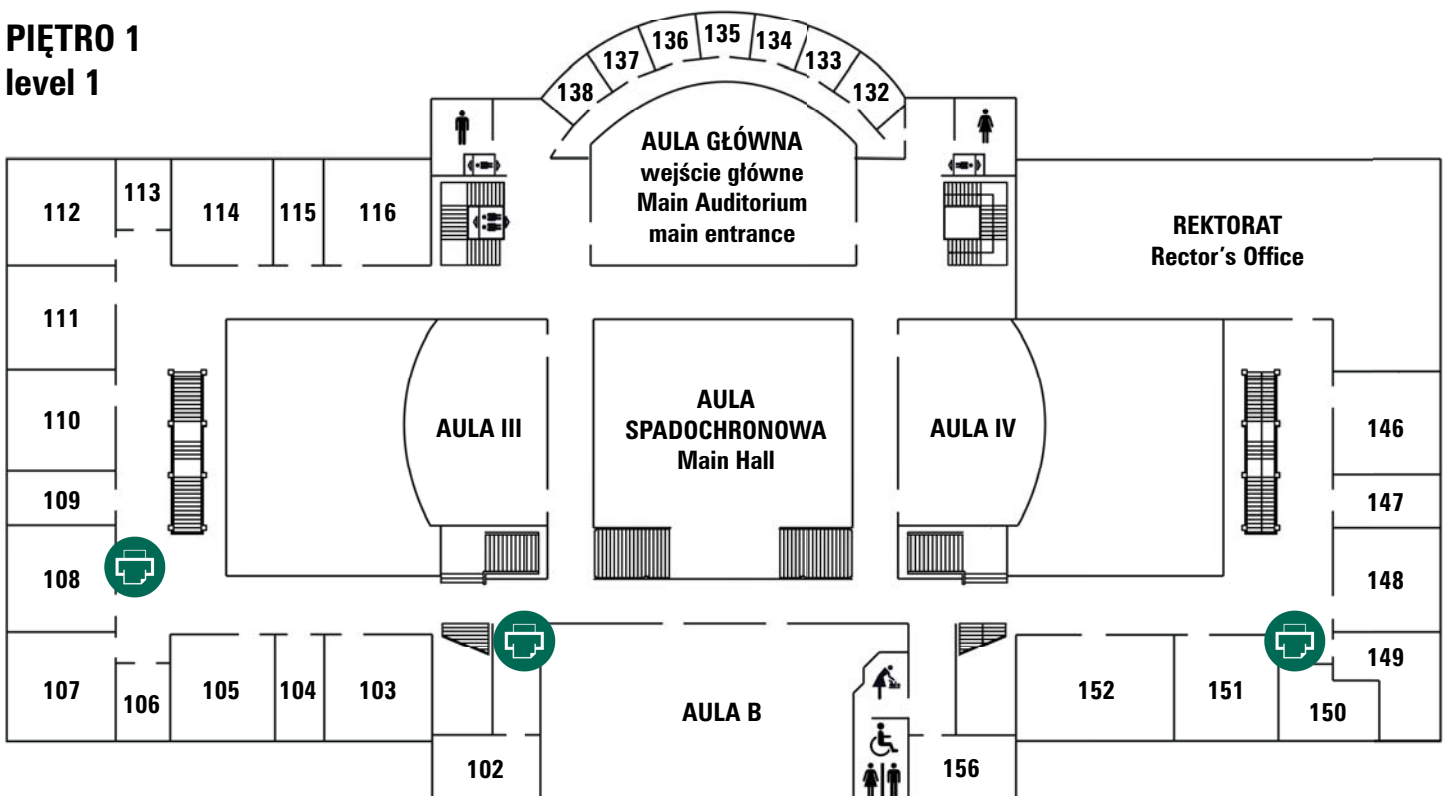 PIĘTRO 1
level 1
138
137
136
135
134
133
132
AULA GŁÓWNA
wejście główne
Main Auditorium
main entrance
112
113
114
115
116
REKTORAT
Rector's Office
111
110
109
108
AULA III
AULA
SPADOCHRONOWA
Main Hall
AULA IV
146
147
148
107
106
105
104
103
102
AULA B
156
152
151
150
149